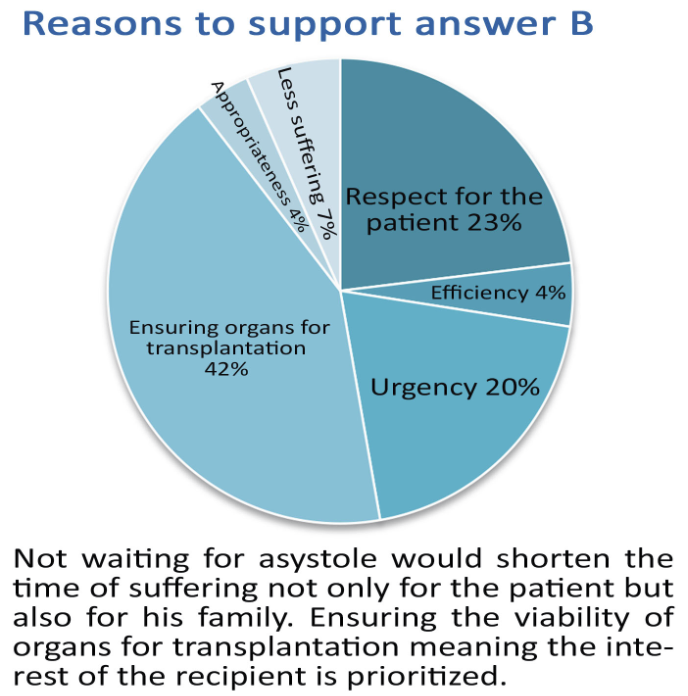 Reasons to support answer B
Less suffering 7%
Appropriateness 4%
Respect for the
patient 23%
Efficiency 4%
Ensuring organs for
transplantation
42%
Urgency 20%
Not waiting for asystole would shorten the
time of suffering not only for the patient but
also for his family. Ensuring the viability of
organs for transplantation meaning the inte-
rest of the recipient is prioritized.